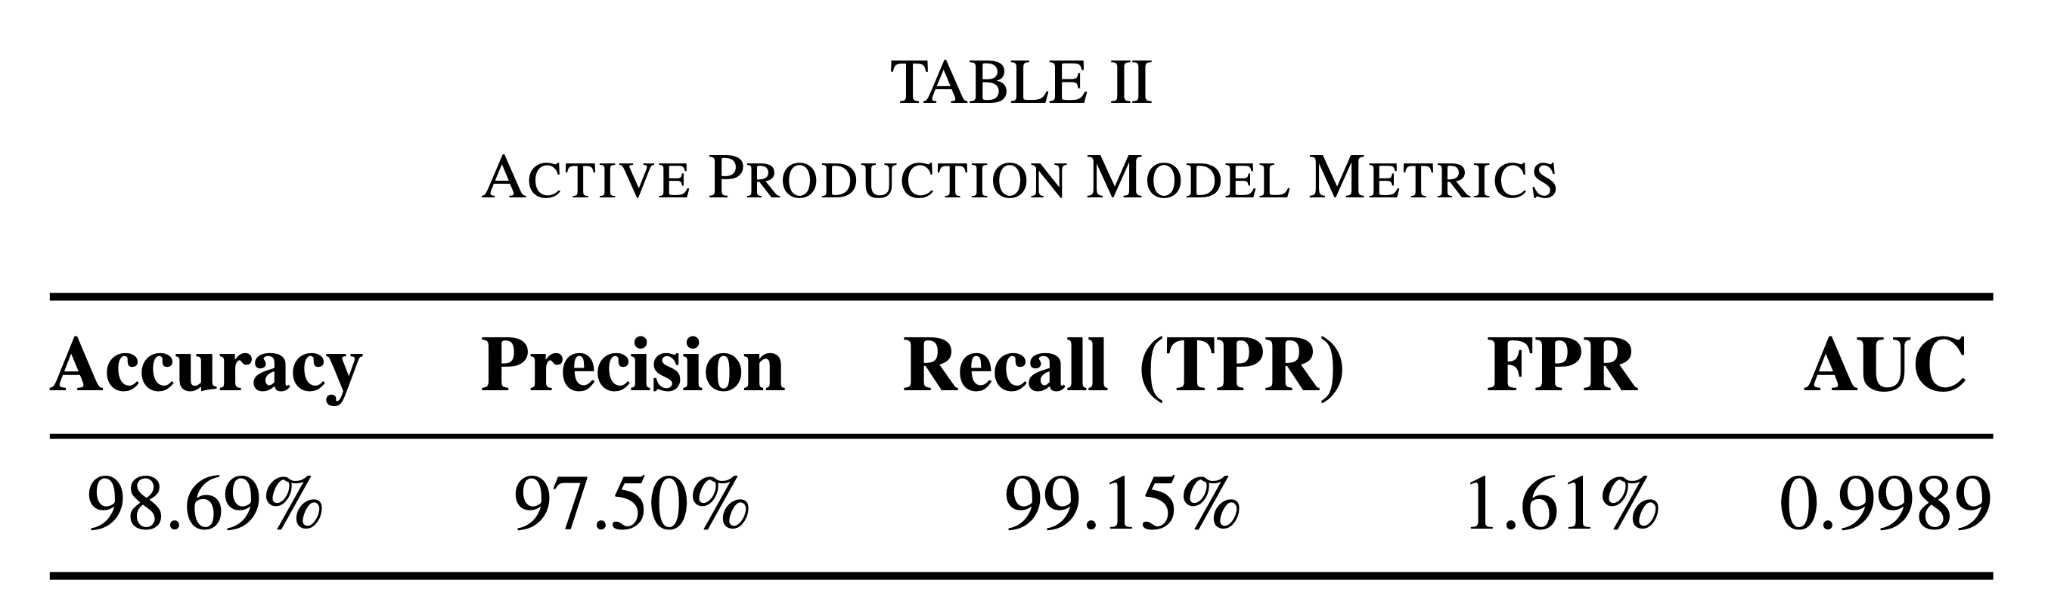 TABLE II
ACTIVE PRODUCTION MODEL METRICS
Accuracy Precision Recall (TPR) FPR AUC
98.69% 97.50% 99.15% 1.61% 0.9989